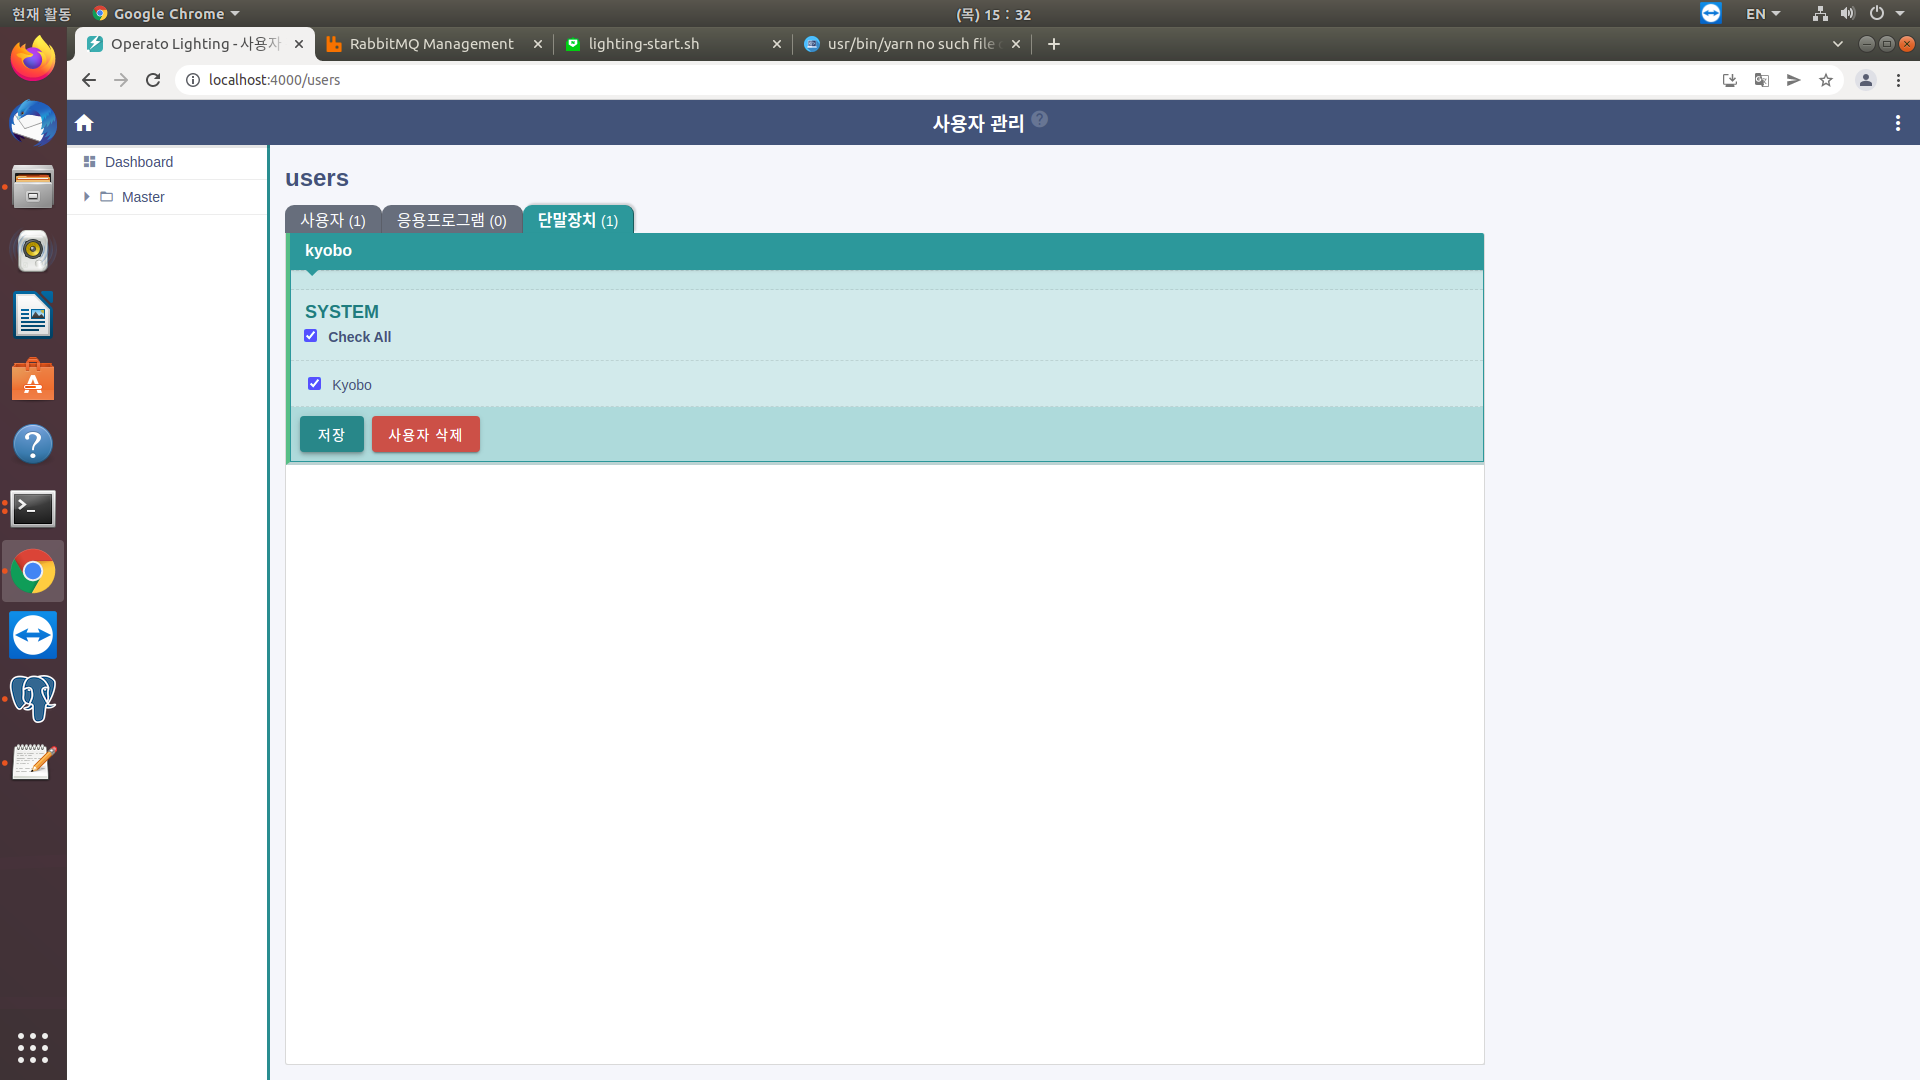 현재 활동
Google Chrome
(목) 15 : 32
EN
Operato Lighting - 사용자
RabbitMQ Management
lighting-start.sh
usr/bin/yarn no such file
localhost:4000/users
사용자 관리 ?
Dashboard
Master
users
사용자 (1)
응용프로그램 (0)
단말장치 (1)
kyobo
SYSTEM
Check All
Kyobo
저장
사용자 삭제